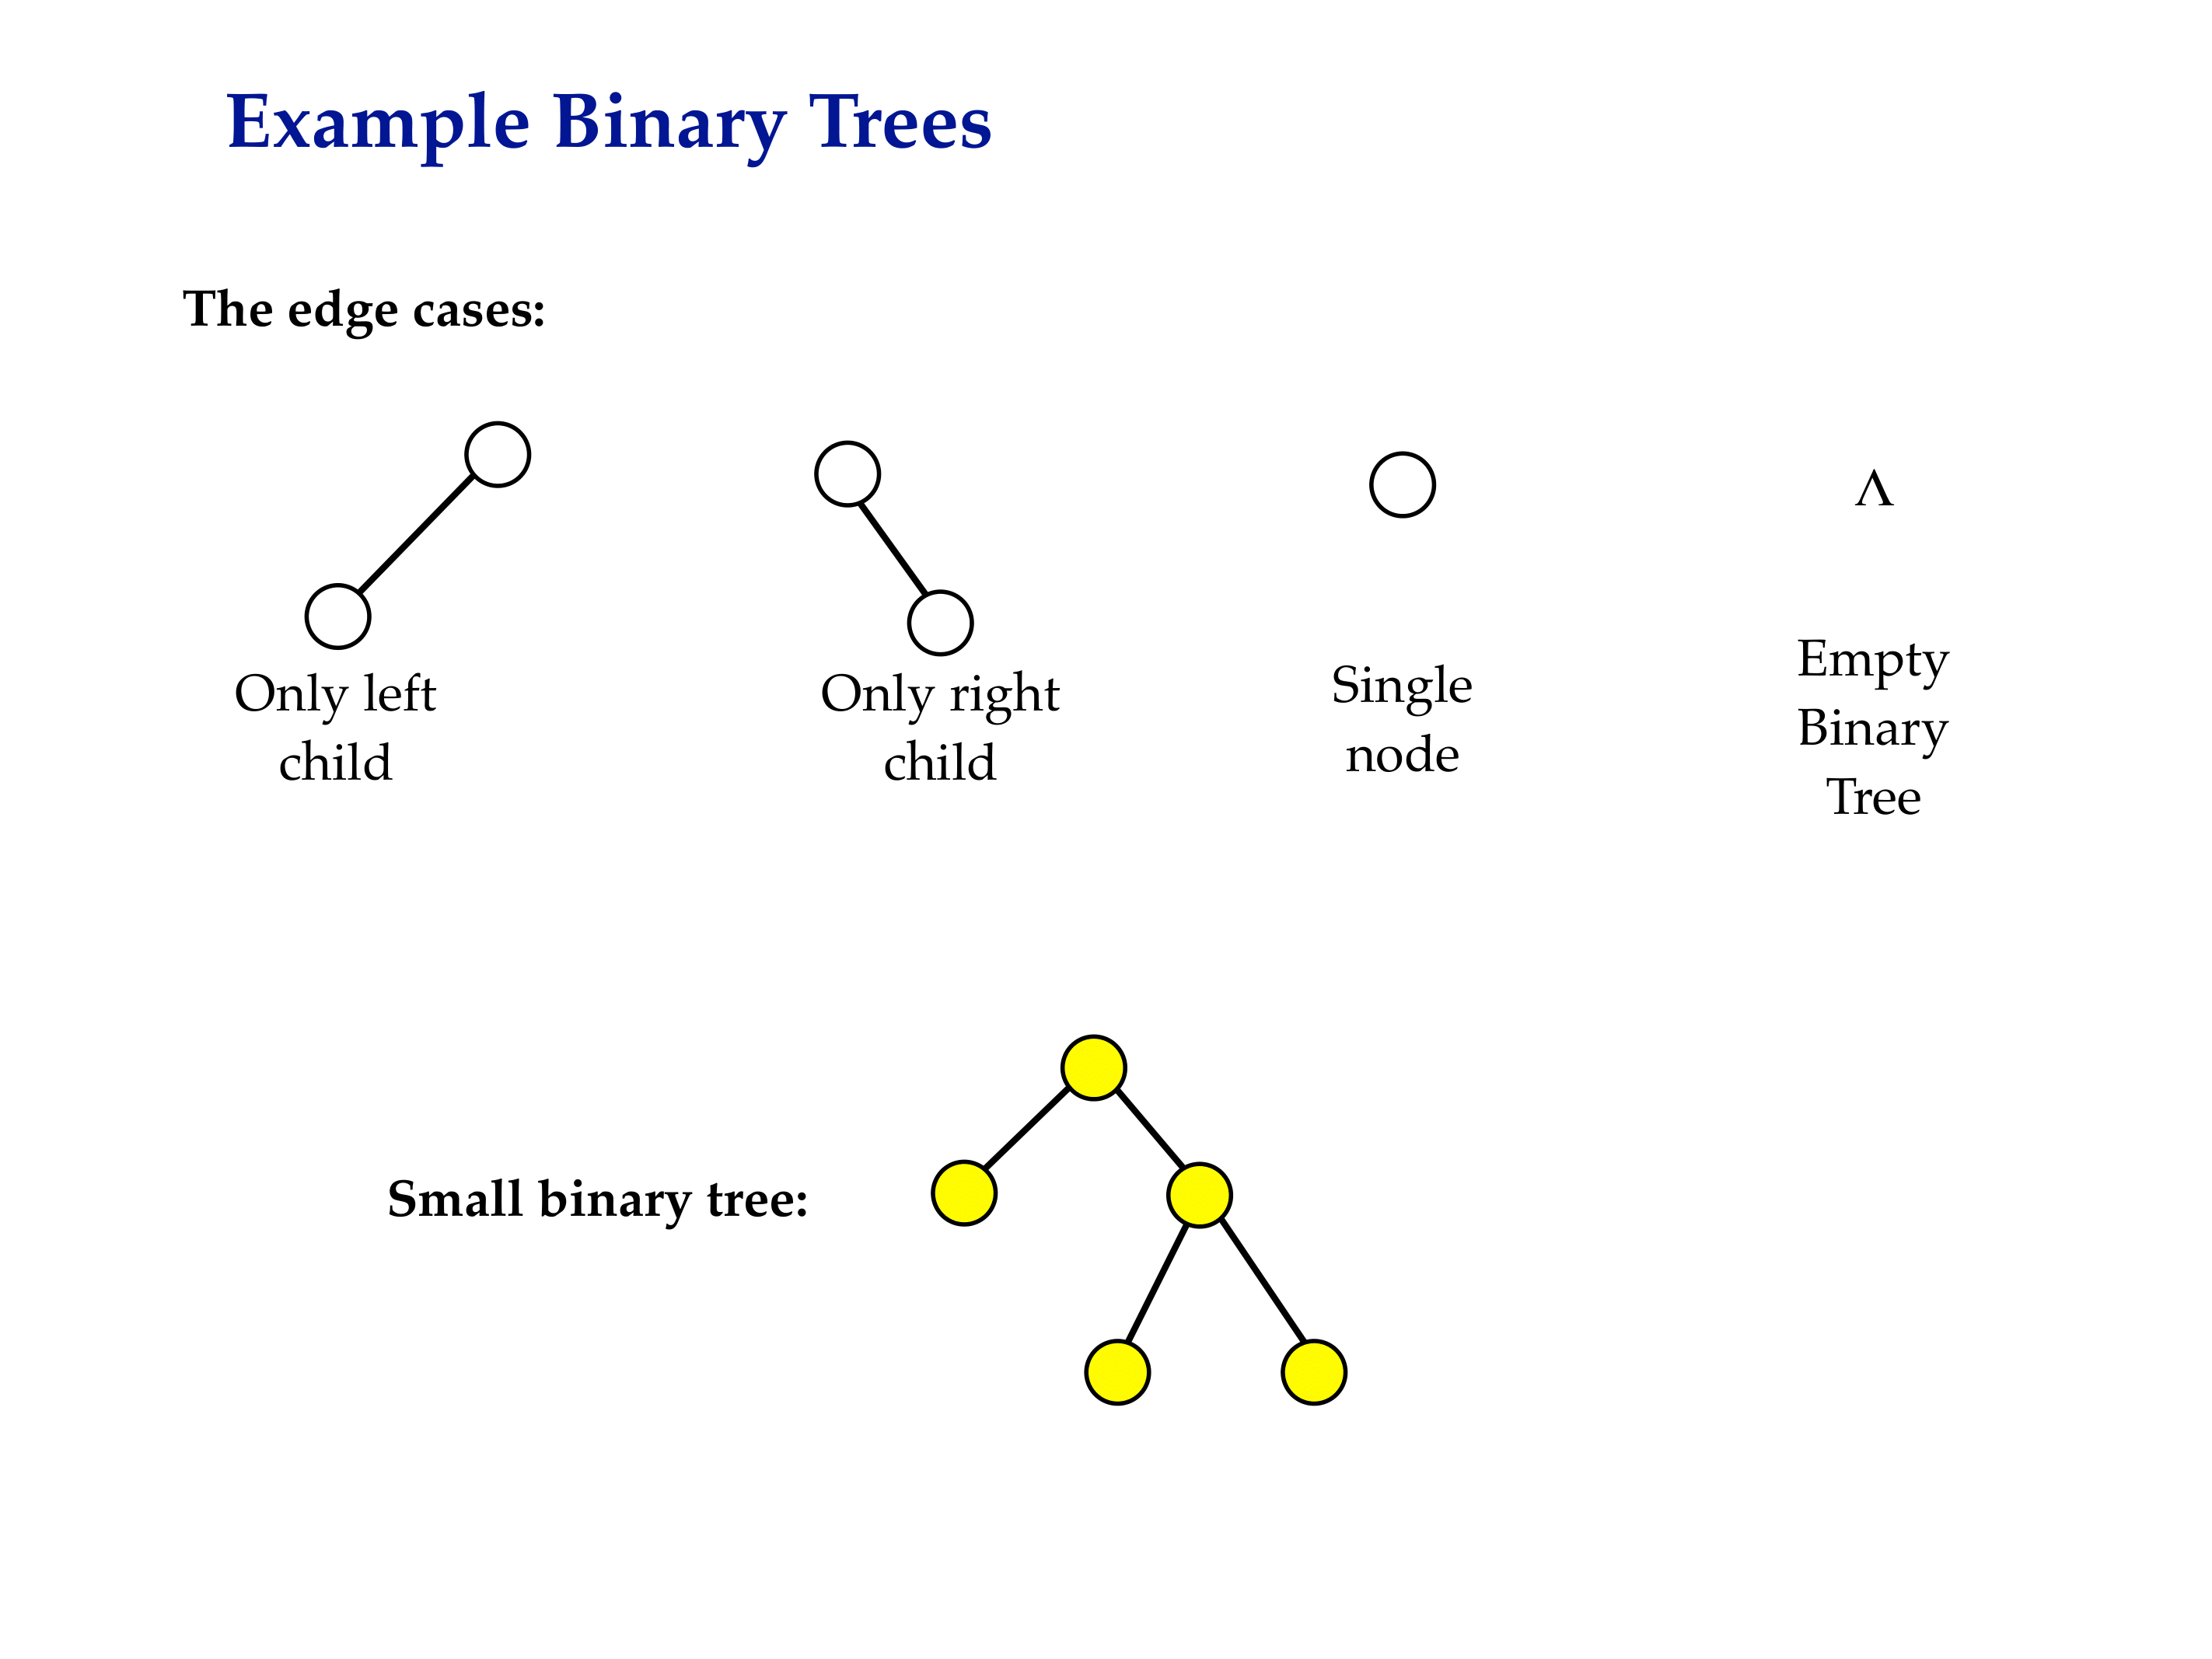 Example Binary Trees
The edge cases:
Λ
Only left
child
Only right
child
Single
node
Empty
Binary
Tree
Small binary tree: